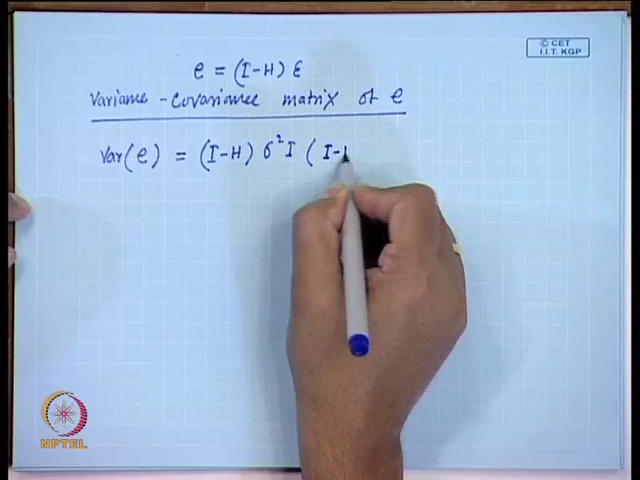 © CET
I.I.T. KGP
e = (I-H) ε
Variance - Covariance matrix of e
Var(e) = (I-H) σ²I ( I-
NPTEL